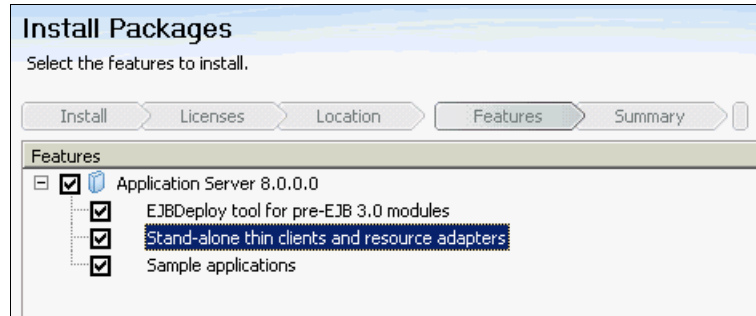 Install Packages
Select the features to install.
Install Licenses Location Features Summary
Features
Application Server 8.0.0.0
EJBDeploy tool for pre-EJB 3.0 modules
Stand-alone thin clients and resource adapters
Sample applications